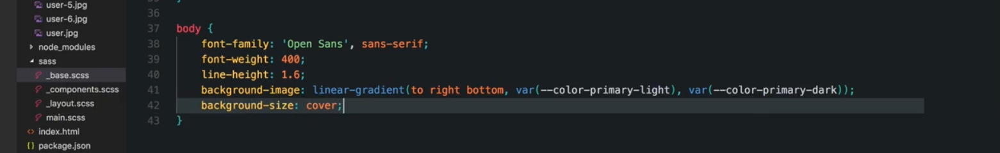 user-5.jpg
user-6.jpg
user.jpg
node_modules
sass
_base.scss
_components.scss
_layout.scss
main.scss
index.html
package.json
36
37 body {
38 font-family: 'Open Sans', sans-serif;
39 font-weight: 400;
40 line-height: 1.6;
41 background-image: linear-gradient(to right bottom, var(--color-primary-light), var(--color-primary-dark));
42 background-size: cover;
43 }